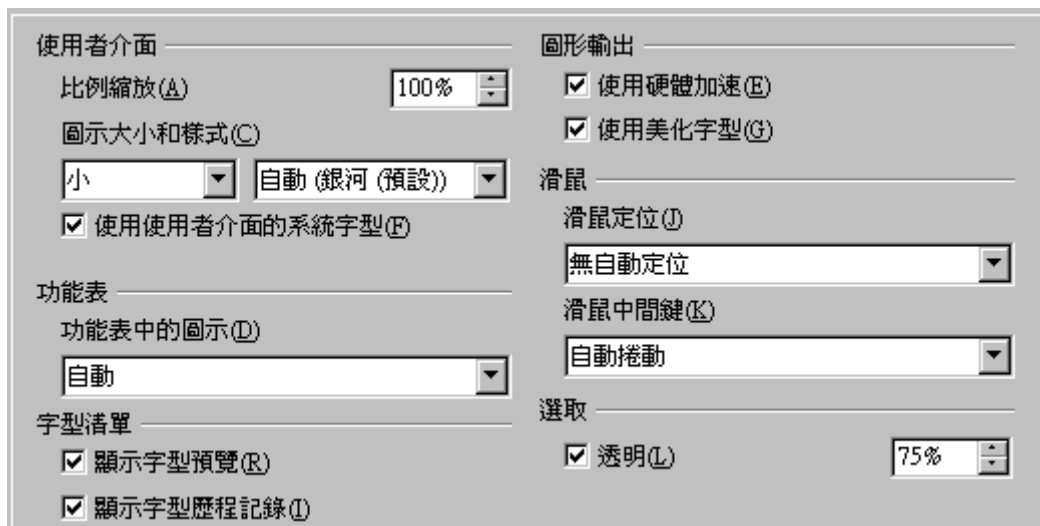 使用者介面
比例縮放(A)
100%
圖示大小和樣式(C)
小
自動 (銀河 (預設))
使用使用者介面的系統字型(F)
功能表
功能表中的圖示(D)
自動
字型清單
顯示字型預覽(R)
顯示字型歷程記錄(I)
圖形輸出
使用硬體加速(E)
使用美化字型(G)
滑鼠
滑鼠定位(J)
無自動定位
滑鼠中間鍵(K)
自動捲動
選取
透明(L)
75%